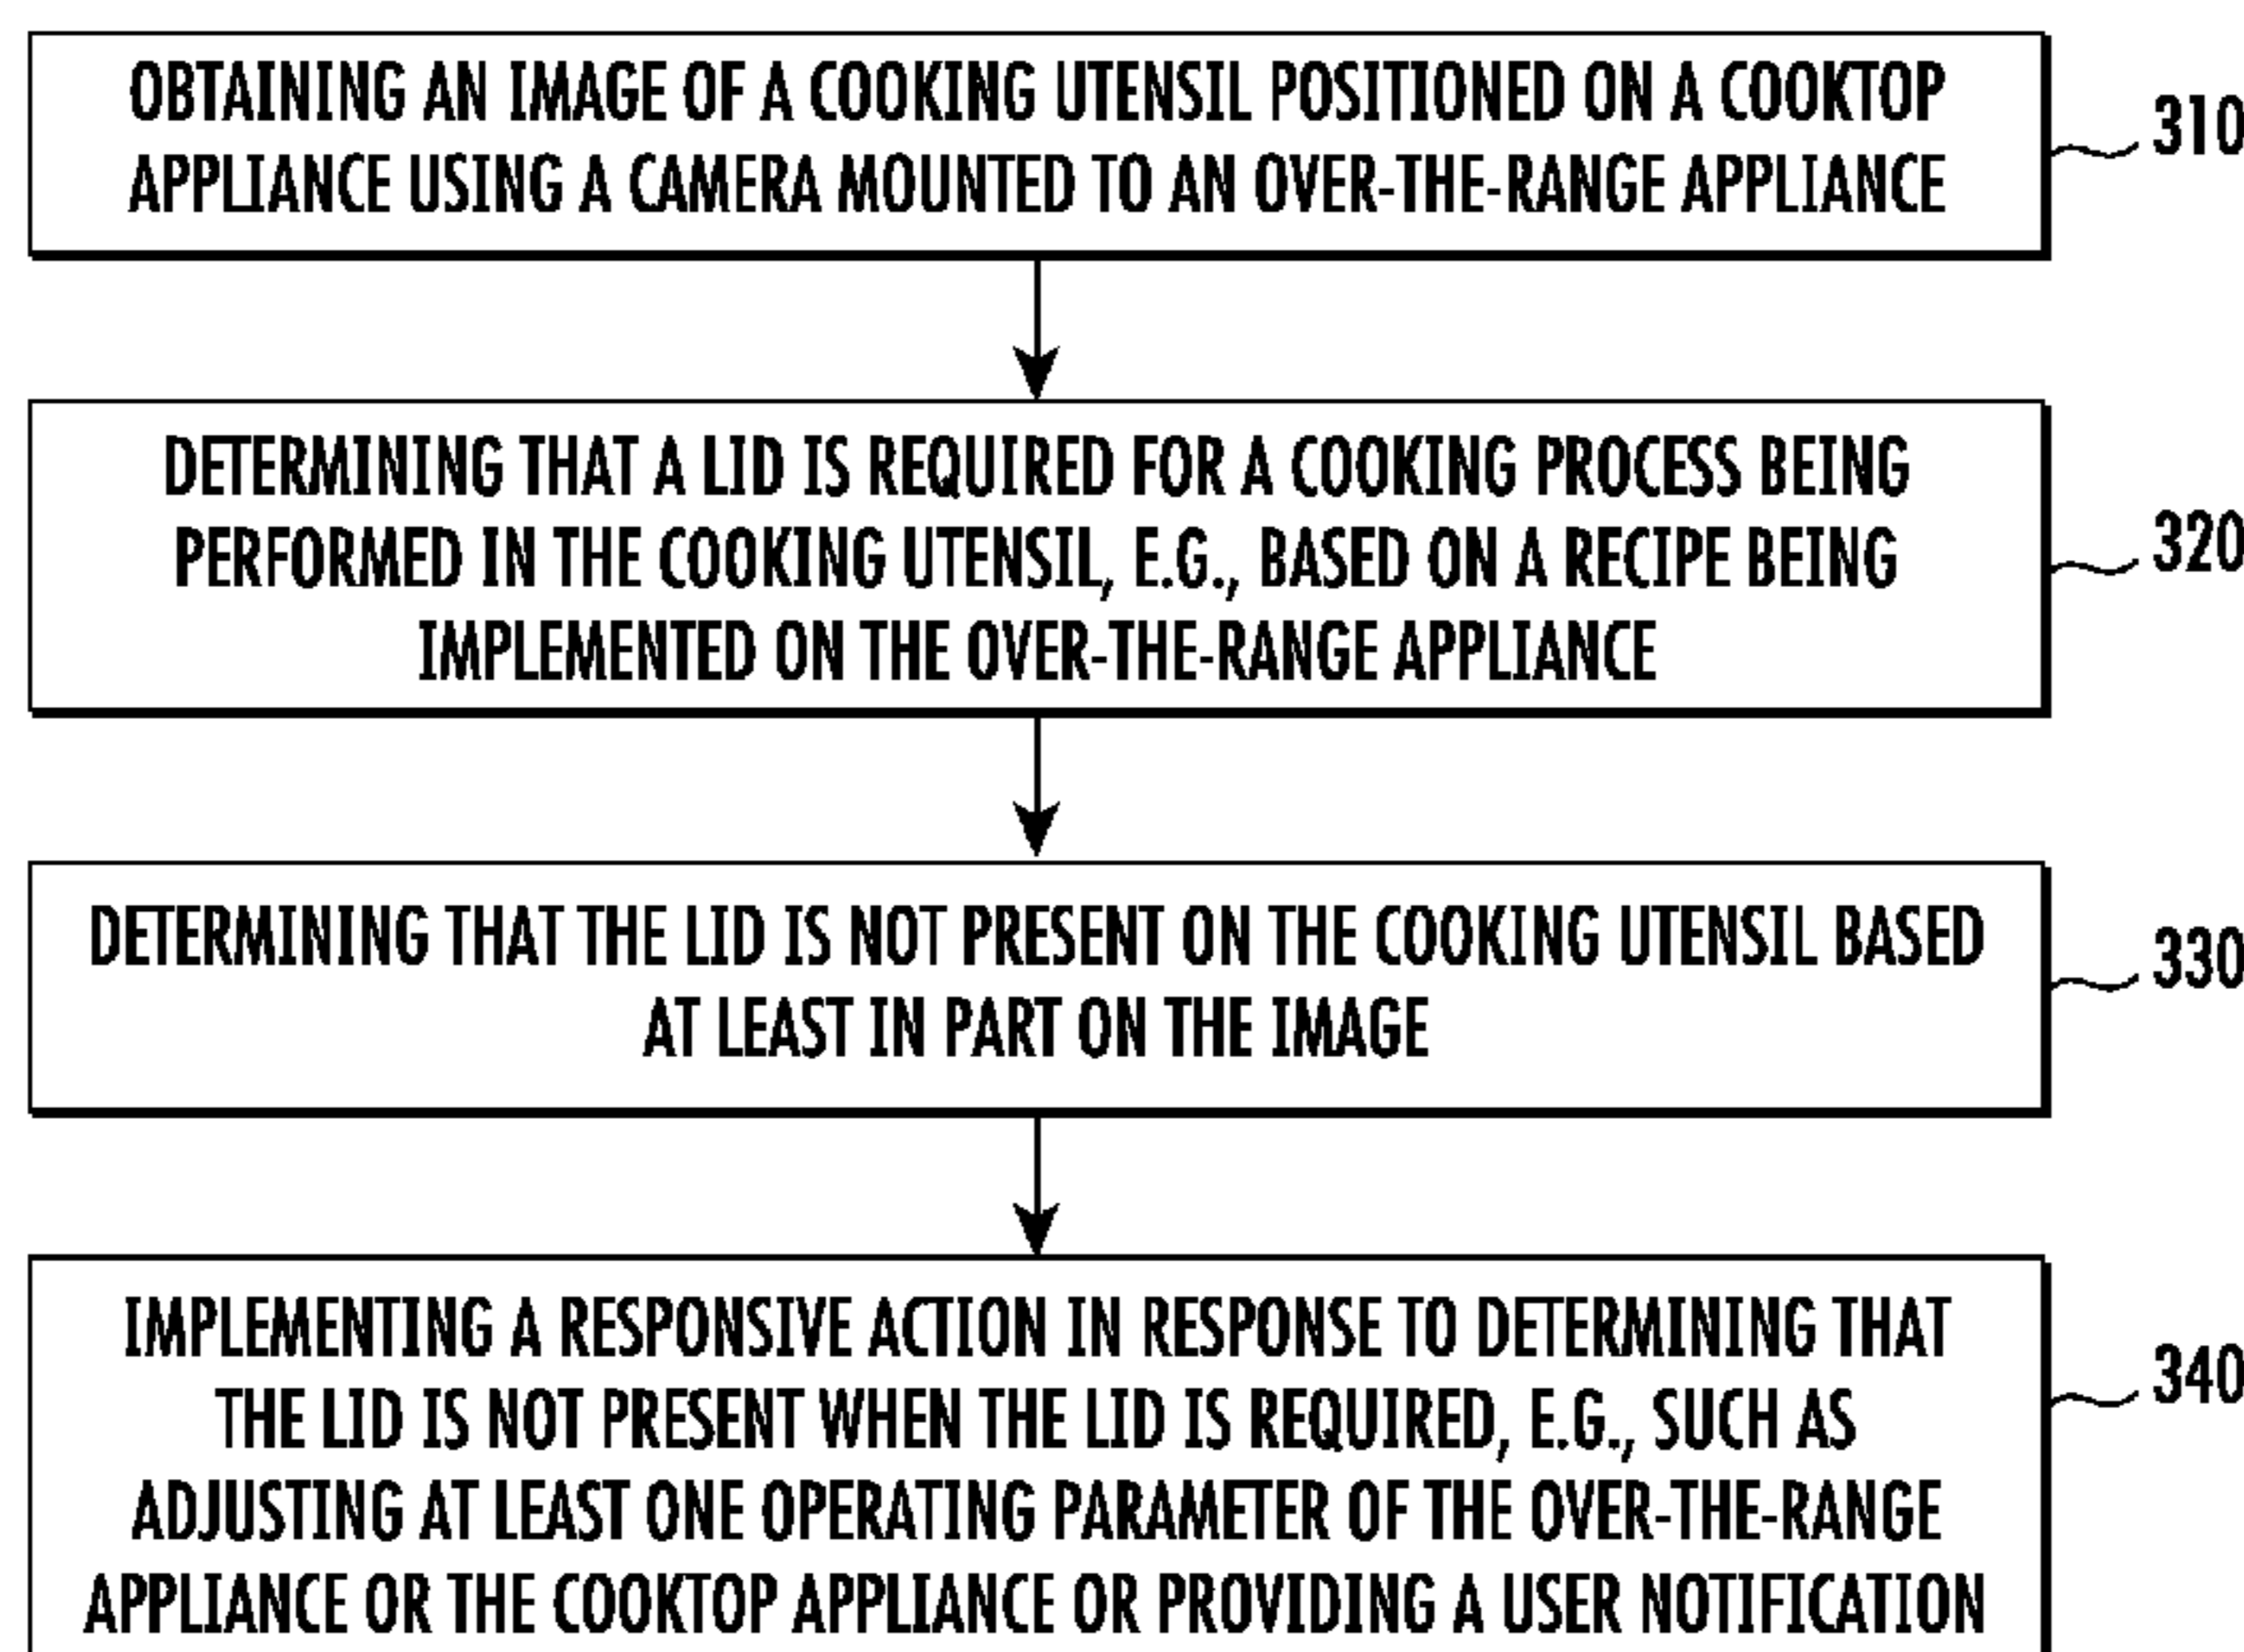 OBTAINING AN IMAGE OF A COOKING UTENSIL POSITIONED ON A COOKTOP
APPLIANCE USING A CAMERA MOUNTED TO AN OVER-THE-RANGE APPLIANCE
310
DETERMINING THAT A LID IS REQUIRED FOR A COOKING PROCESS BEING
PERFORMED IN THE COOKING UTENSIL, E.G., BASED ON A RECIPE BEING
IMPLEMENTED ON THE OVER-THE-RANGE APPLIANCE
320
DETERMINING THAT THE LID IS NOT PRESENT ON THE COOKING UTENSIL BASED
AT LEAST IN PART ON THE IMAGE
330
IMPLEMENTING A RESPONSIVE ACTION IN RESPONSE TO DETERMINING THAT
THE LID IS NOT PRESENT WHEN THE LID IS REQUIRED, E.G., SUCH AS
ADJUSTING AT LEAST ONE OPERATING PARAMETER OF THE OVER-THE-RANGE
APPLIANCE OR THE COOKTOP APPLIANCE OR PROVIDING A USER NOTIFICATION
340